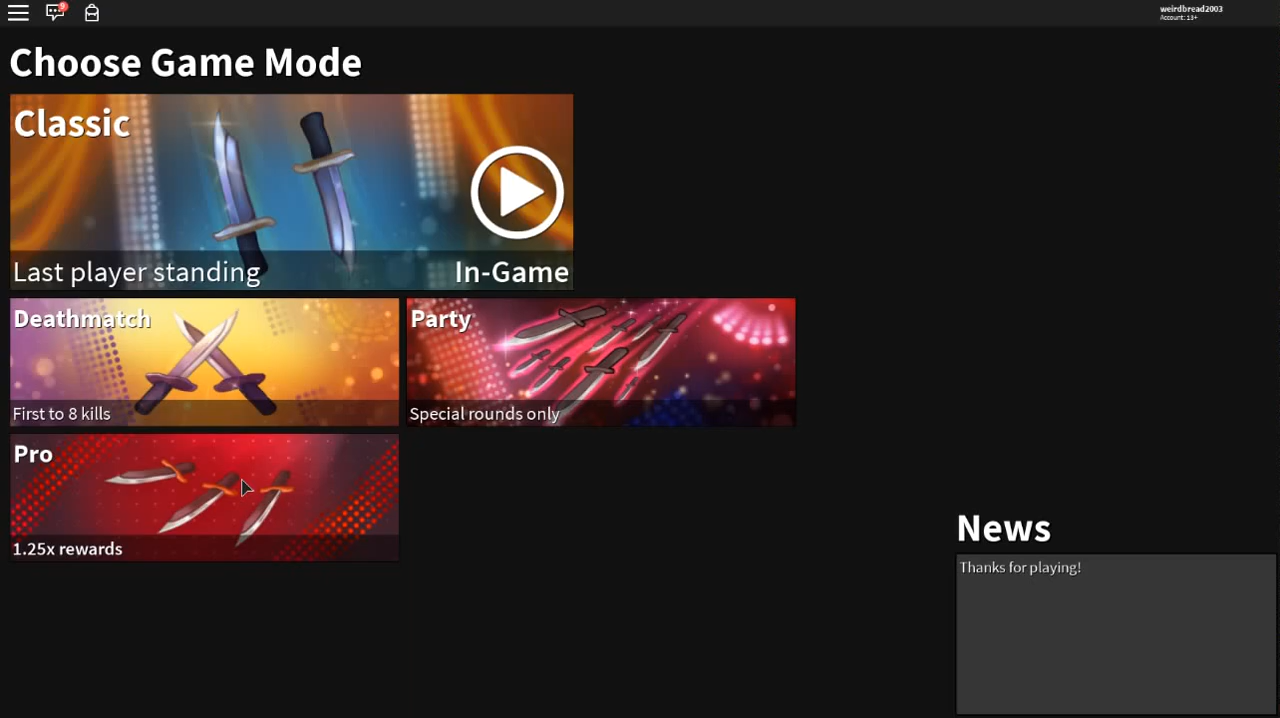 9
weirdbread2003
Account: 13+
Choose Game Mode
Classic
Last player standing
In-Game
Deathmatch
First to 8 kills
Party
Special rounds only
Pro
1.25x rewards
News
Thanks for playing!